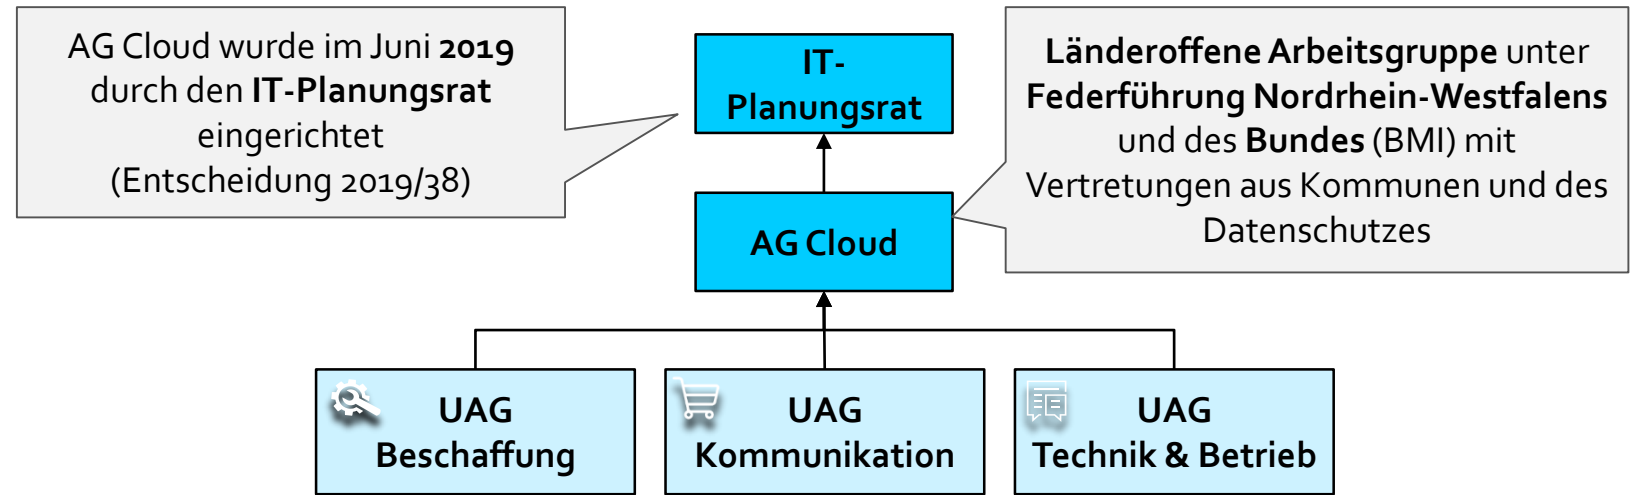 AG Cloud wurde im Juni 2019
durch den IT-Planungsrat
eingerichtet
(Entscheidung 2019/38)
IT-
Planungsrat
Länderoffene Arbeitsgruppe unter
Federführung Nordrhein-Westfalens
und des Bundes (BMI) mit
Vertretungen aus Kommunen und des
Datenschutzes
AG Cloud
UAG
Beschaffung
UAG
Kommunikation
UAG
Technik & Betrieb